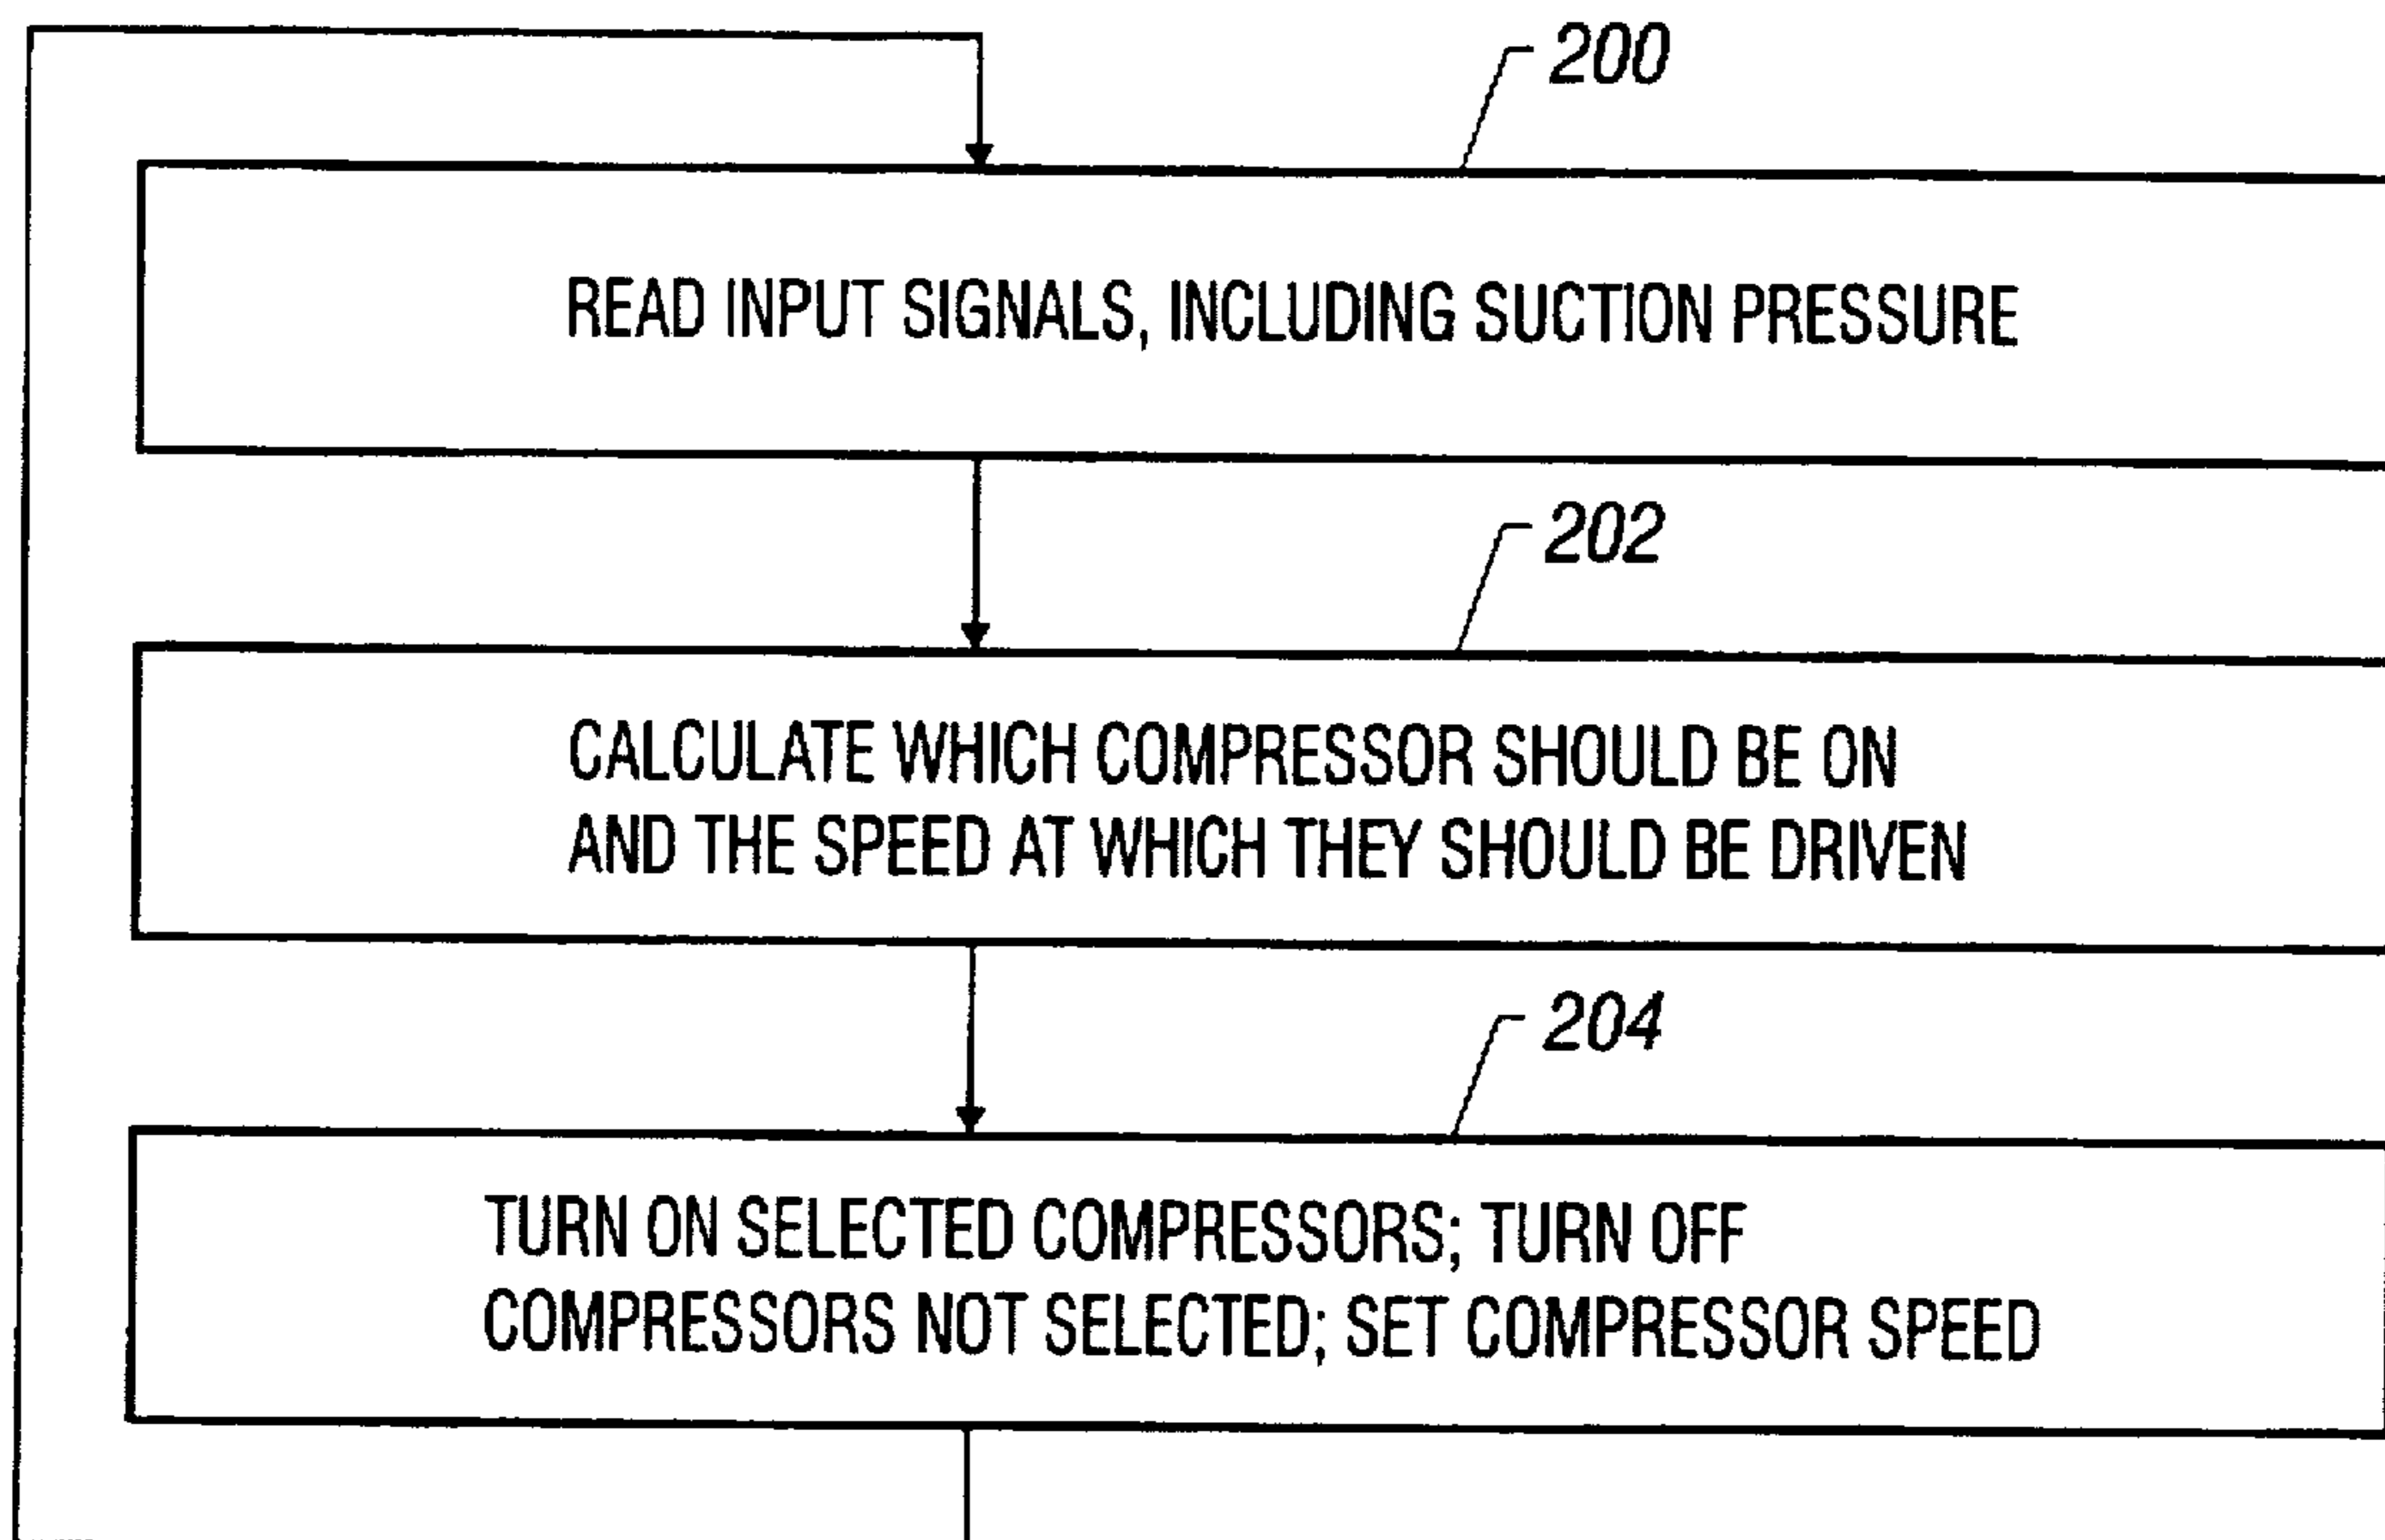 200
READ INPUT SIGNALS, INCLUDING SUCTION PRESSURE
202
CALCULATE WHICH COMPRESSOR SHOULD BE ON
AND THE SPEED AT WHICH THEY SHOULD BE DRIVEN
204
TURN ON SELECTED COMPRESSORS; TURN OFF
COMPRESSORS NOT SELECTED; SET COMPRESSOR SPEED